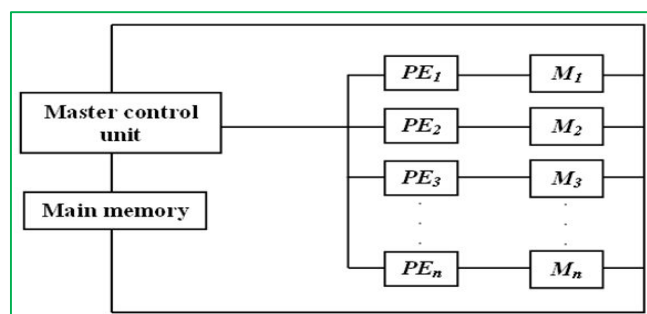 PE1 M1
Master control
unit
PE2 M2
PE3 M3
Main memory
PEn Mn